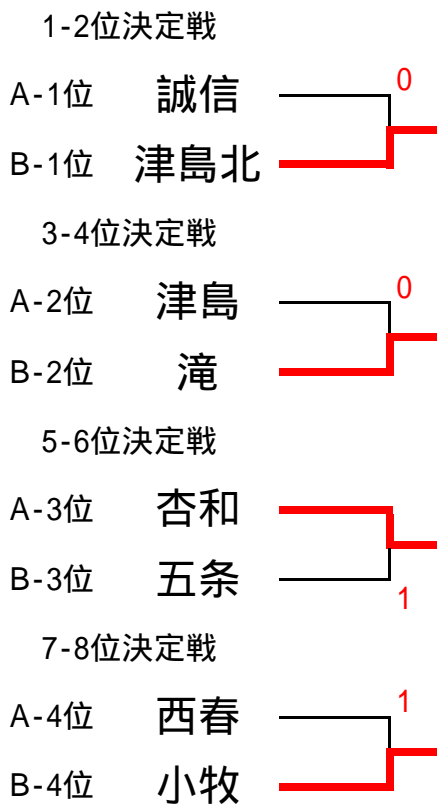 1-2位決定戦
0
A-1位 誠信
B-1位 津島北
3-4位決定戦
0
A-2位 津島
B-2位 滝
5-6位決定戦
A-3位 杏和
B-3位 五条
1
7-8位決定戦
1
A-4位 西春
B-4位 小牧